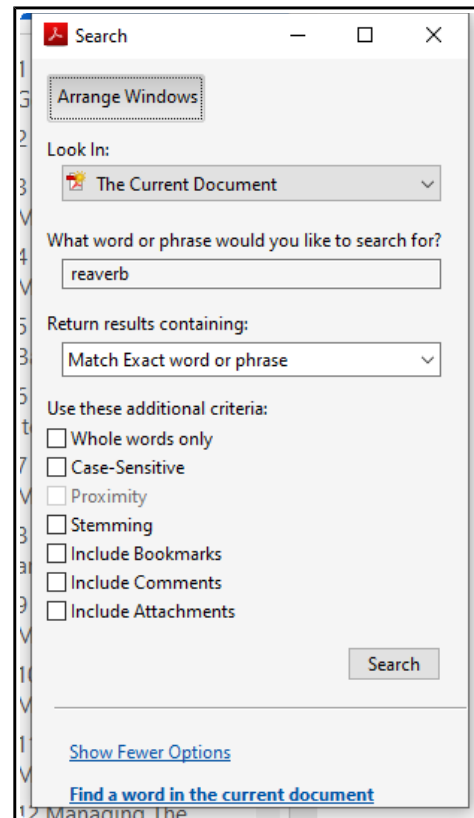 Search
Arrange Windows
Look In:
The Current Document
What word or phrase would you like to search for?
reaverb
Return results containing:
Match Exact word or phrase
Use these additional criteria:
Whole words only
Case-Sensitive
Proximity
Stemming
Include Bookmarks
Include Comments
Include Attachments
Search
Show Fewer Options
Find a word in the current document
12 Managing The